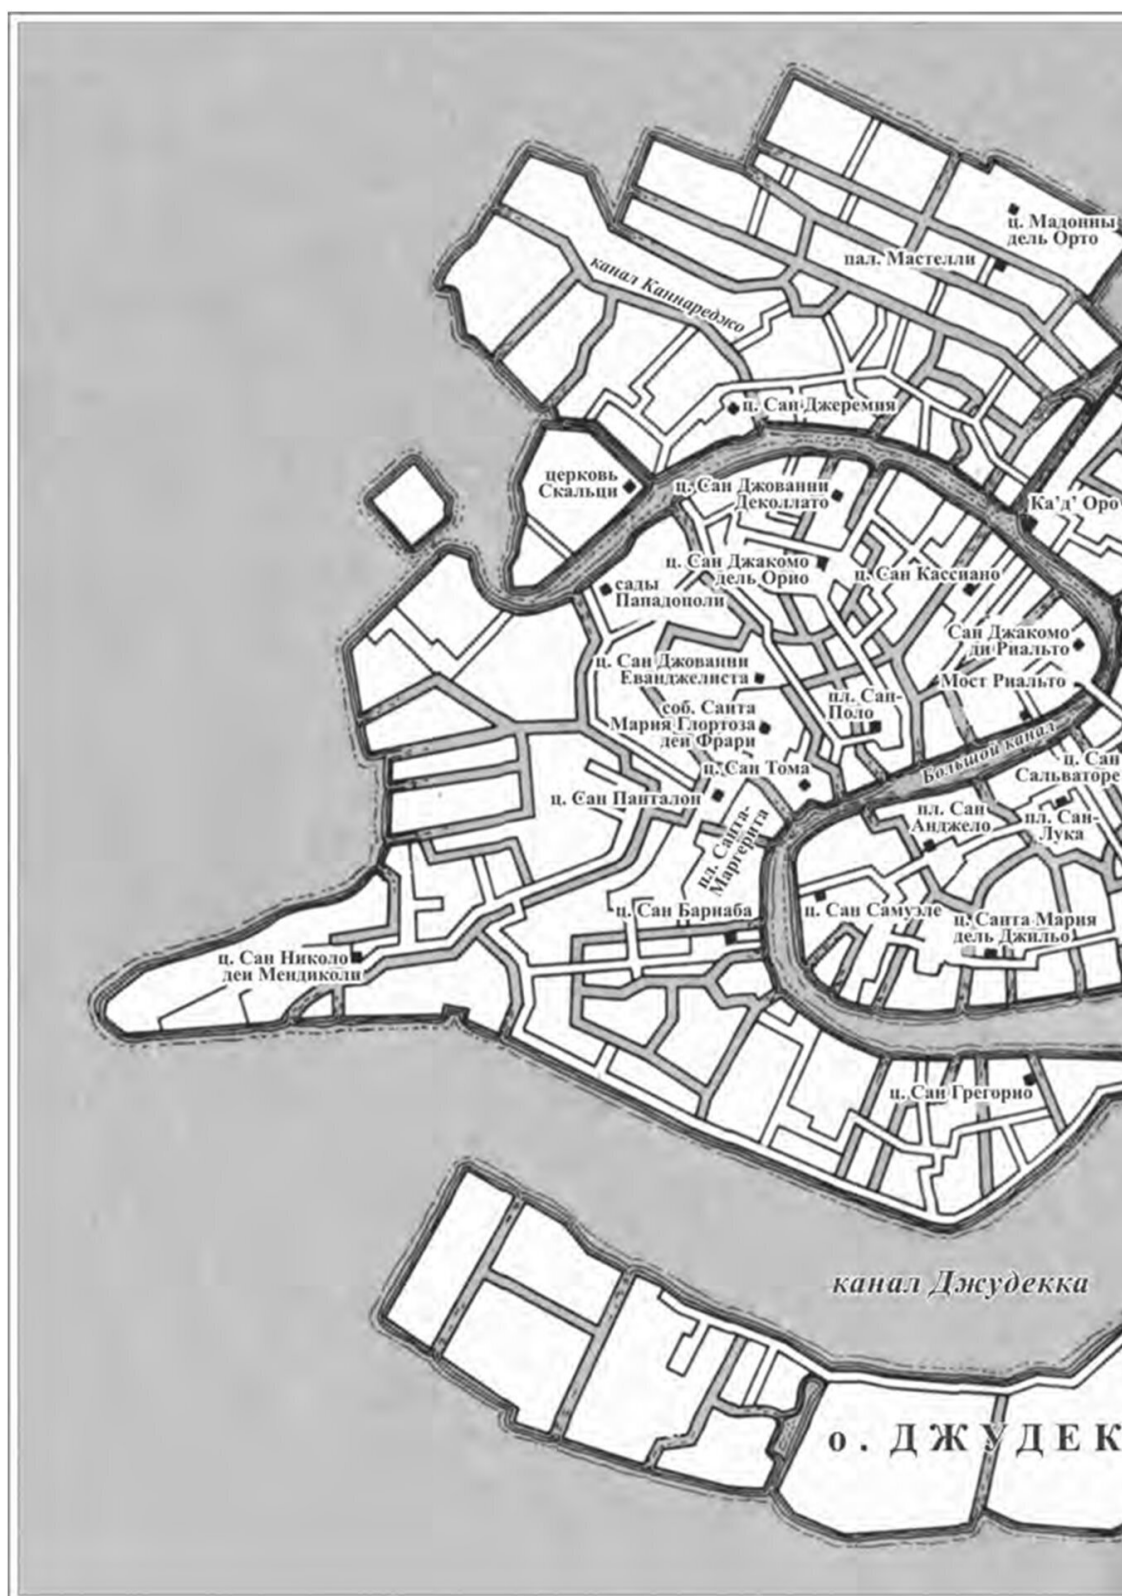 ц. Мадонны
дель Орто
пал. Мастелли
канал Каннареджо
ц. Сан Джеремия
церковь
Скальци
ц. Сан Джованни
Деколлато
Ка’д’ Оро
ц. Сан Джакомо
дель Орио
ц. Сан Кассиано
сады
Пападополи
Сан Джакомо
ди Риальто
ц. Сан Джованни
Еванджелиста
Мост Риальто
пл. Сан-
Поло
соб. Санта
Мария Глортоза
деи Фрари
Большой канал
ц. Сан
Сальваторе
ц. Сан Тома
ц. Сан Панталон
пл. Санта-
Маргерита
пл. Сан
Анджело
пл. Сан-
Лука
ц. Сан Барнаба
ц. Сан Самуэле
ц. Санта Мария
дель Джильо
ц. Сан Николо
деи Мендиколи
ц. Сан Грегорио
канал Джудекка
о. ДЖУДЕК